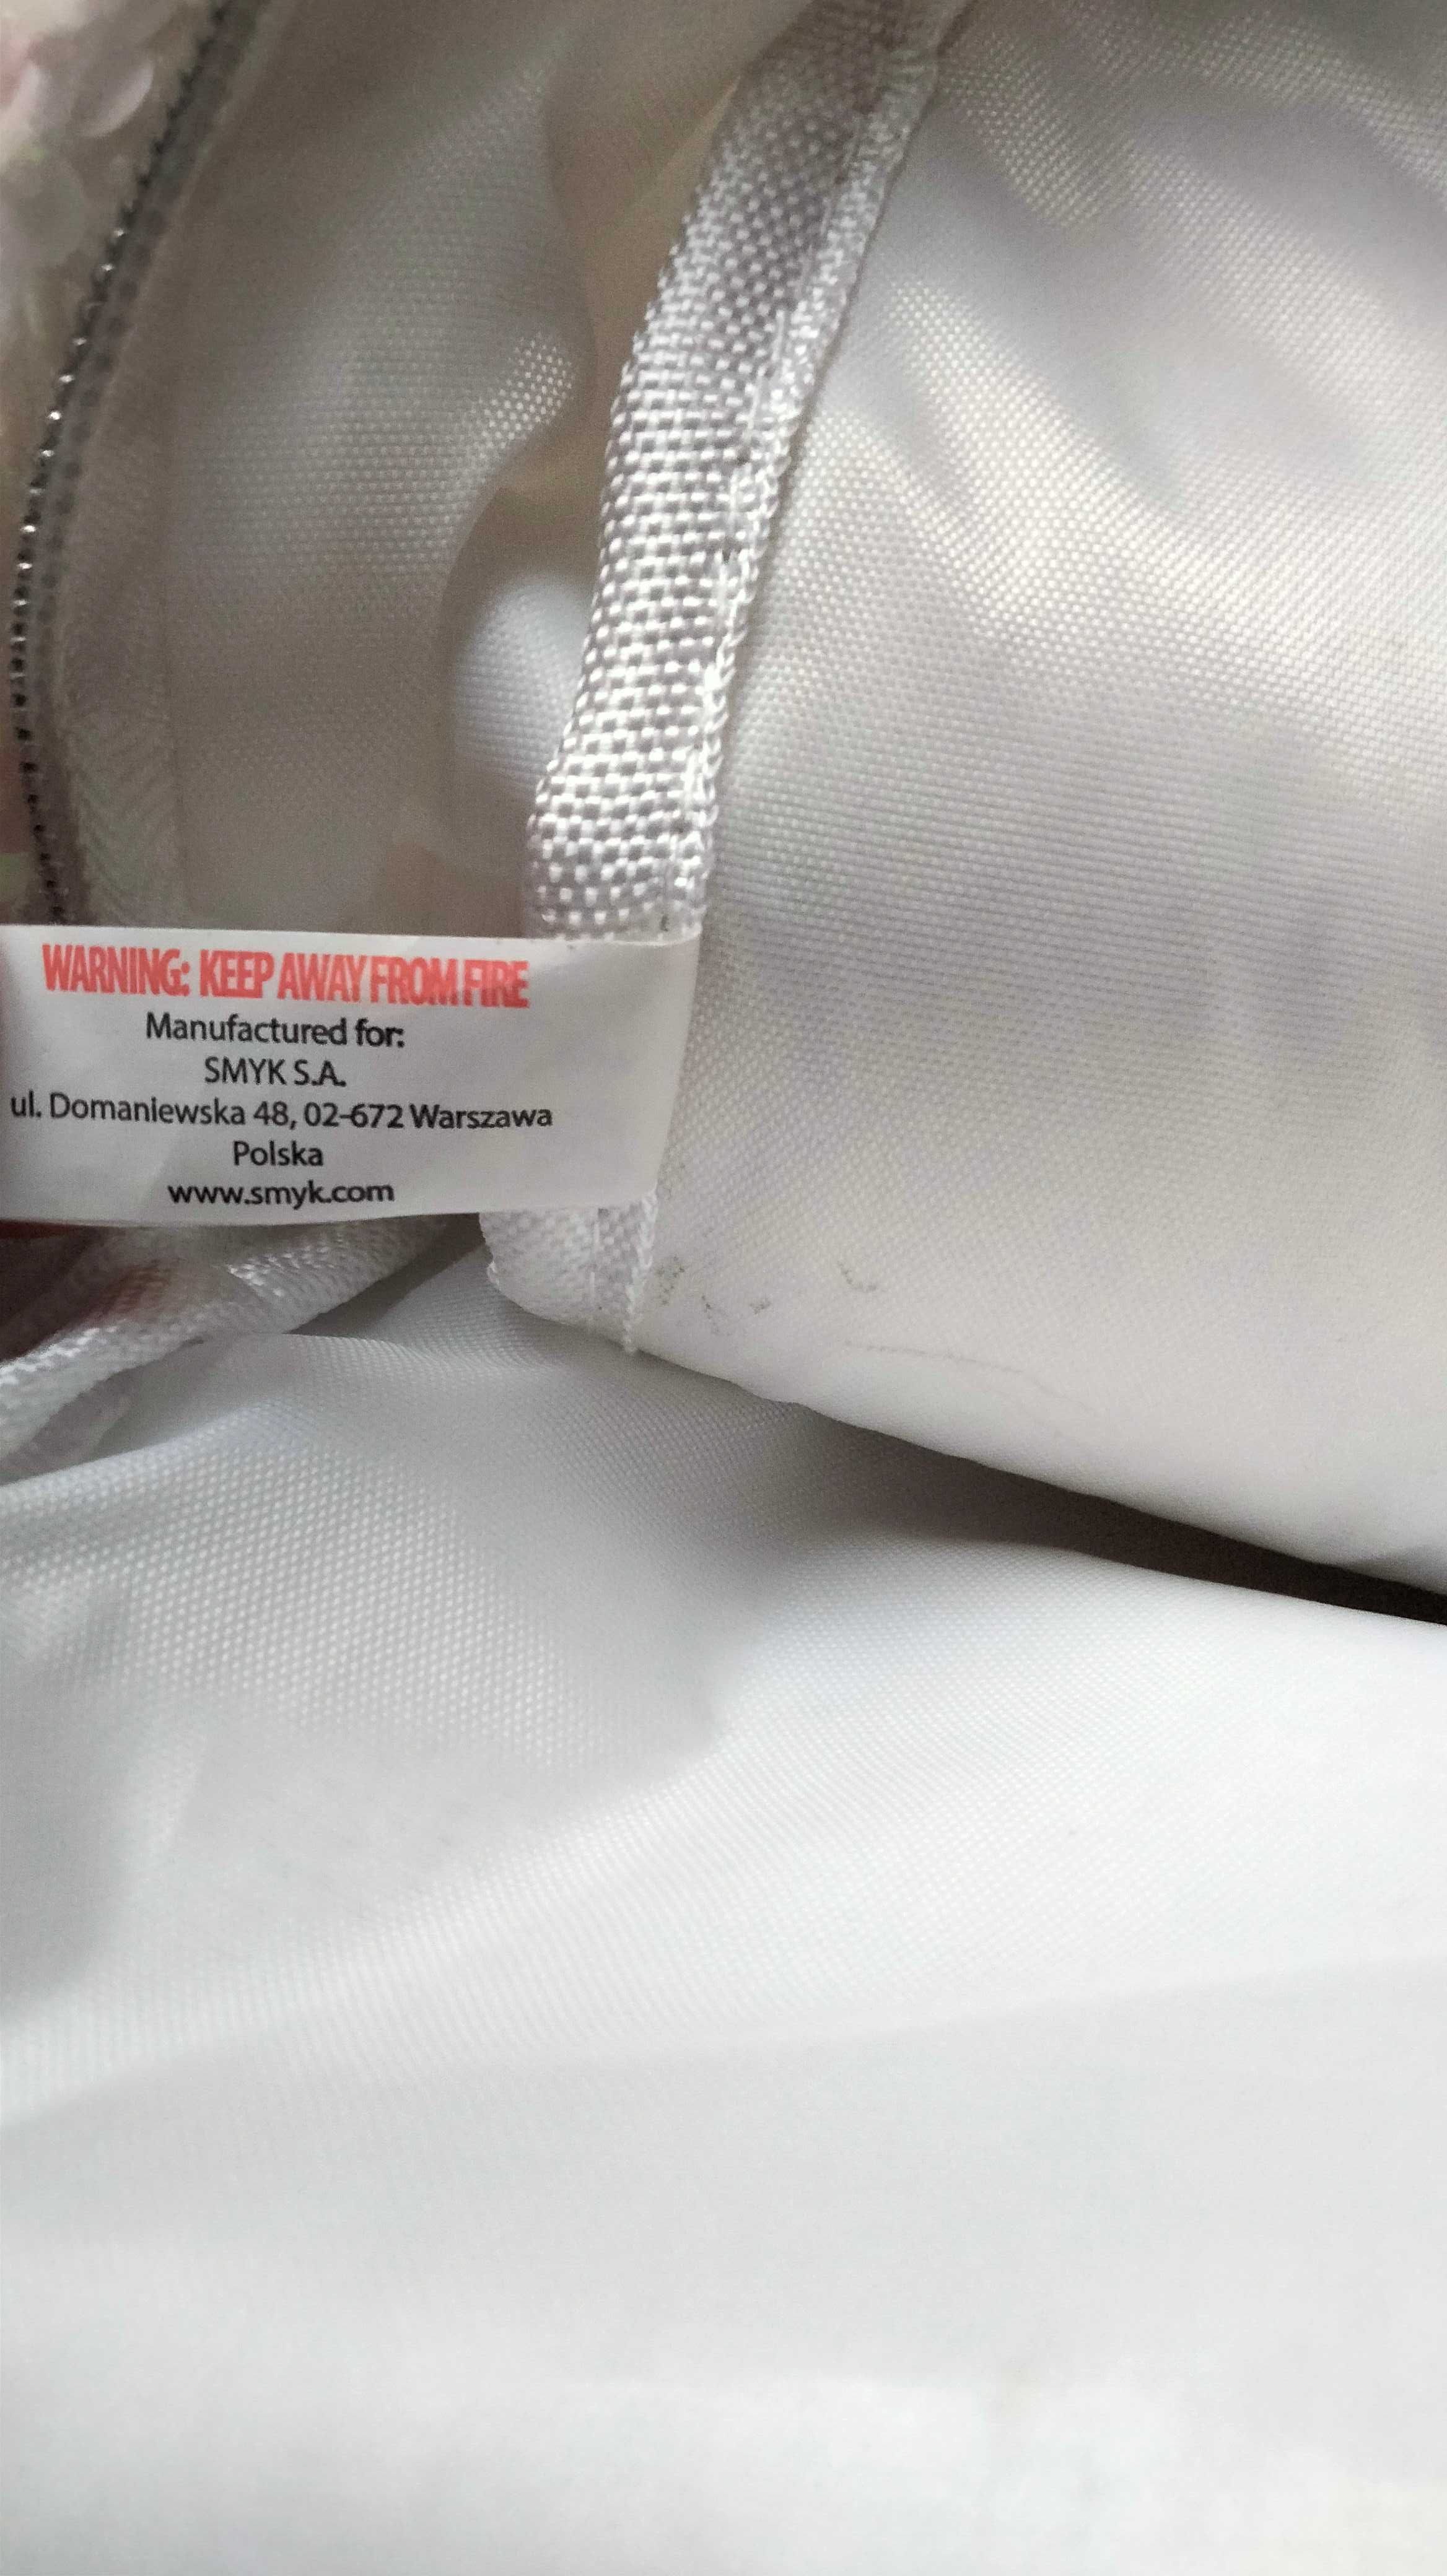 WARNING: KEEP AWAY FROM FIRE
Manufactured for:
SMYK S.A.
ul. Domaniewska 48, 02-672 Warszawa
Polska
www.smyk.com